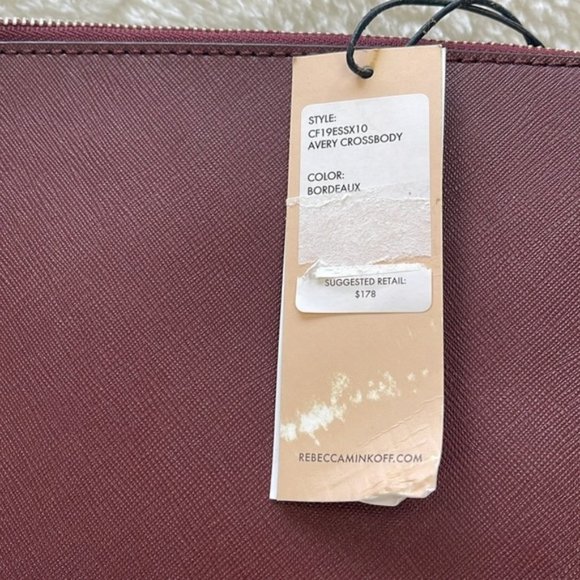 STYLE:
CF19ESSX10
AVERY CROSSBODY
COLOR:
BORDEAUX
SUGGESTED RETAIL:
$178
REBECCAMINKOFF.COM